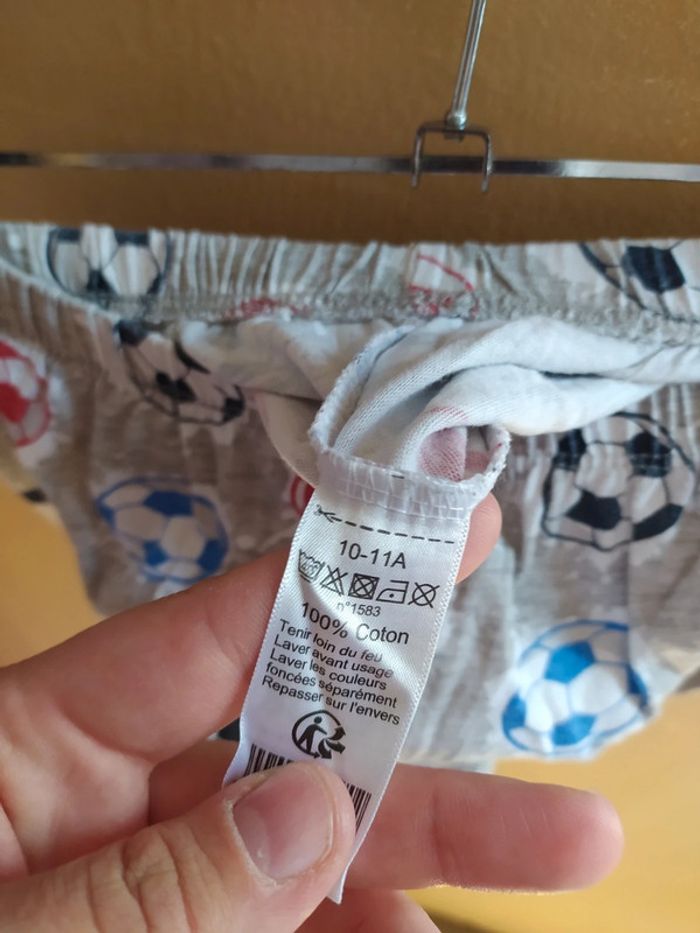 10-11A
n°1583
100% Coton
Tenir loin du feu
Laver avant usage
Laver les couleurs
foncées séparément
Repasser sur l'envers